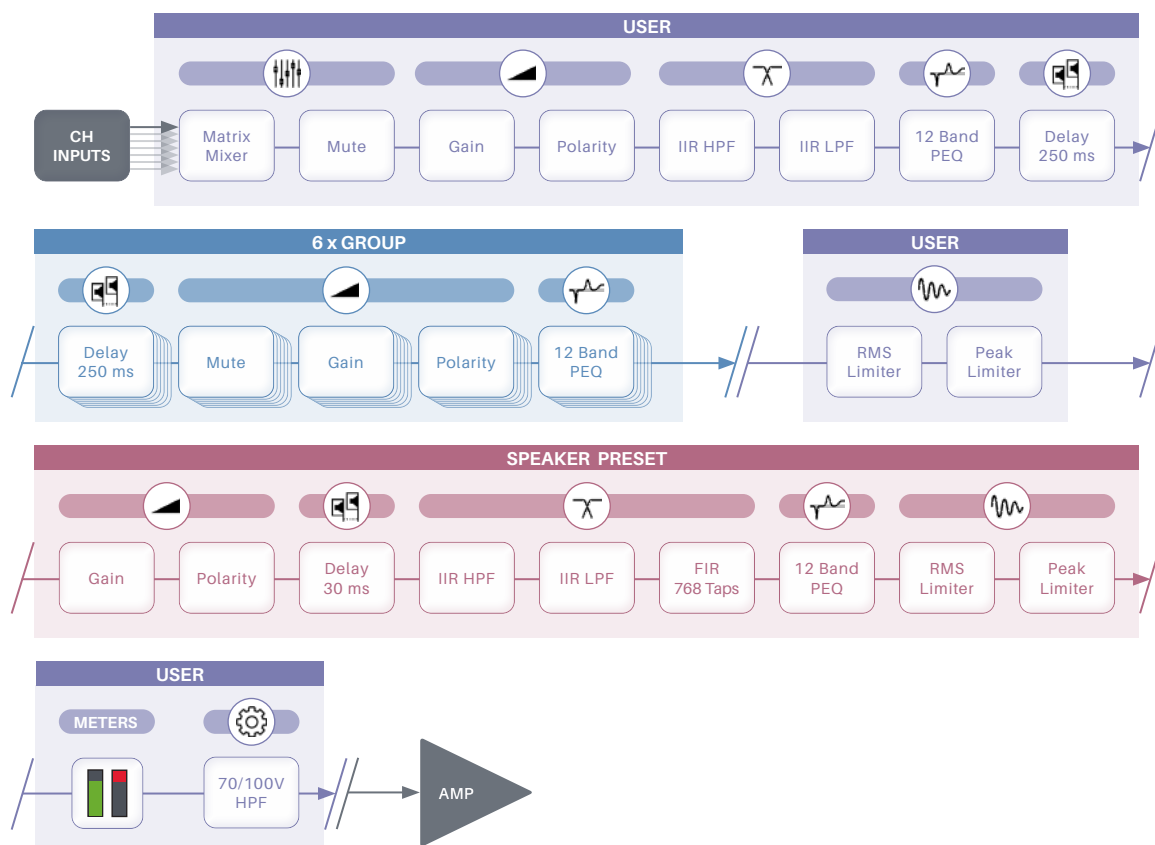 USER
CH
INPUTS
Matrix
Mixer
Mute
Gain
Polarity
IIR HPF
IIR LPF
12 Band
PEQ
Delay
250 ms
6 x GROUP
Delay
250 ms
Mute
Gain
Polarity
12 Band
PEQ
USER
RMS
Limiter
Peak
Limiter
SPEAKER PRESET
Gain
Polarity
Delay
30 ms
IIR HPF
IIR LPF
FIR
768 Taps
12 Band
PEQ
RMS
Limiter
Peak
Limiter
USER
METERS
70/100V
HPF
AMP